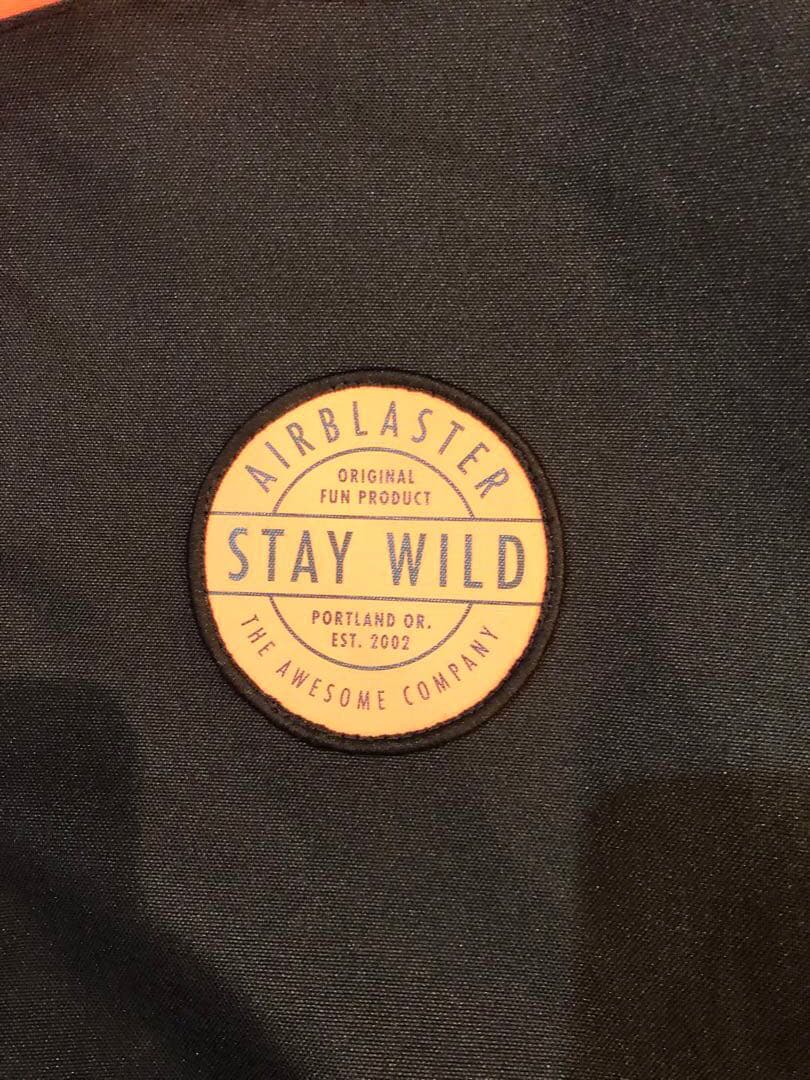 AIRBLASTER
ORIGINAL
FUN PRODUCT
STAY WILD
PORTLAND OR.
EST. 2002
THE AWESOME COMPANY